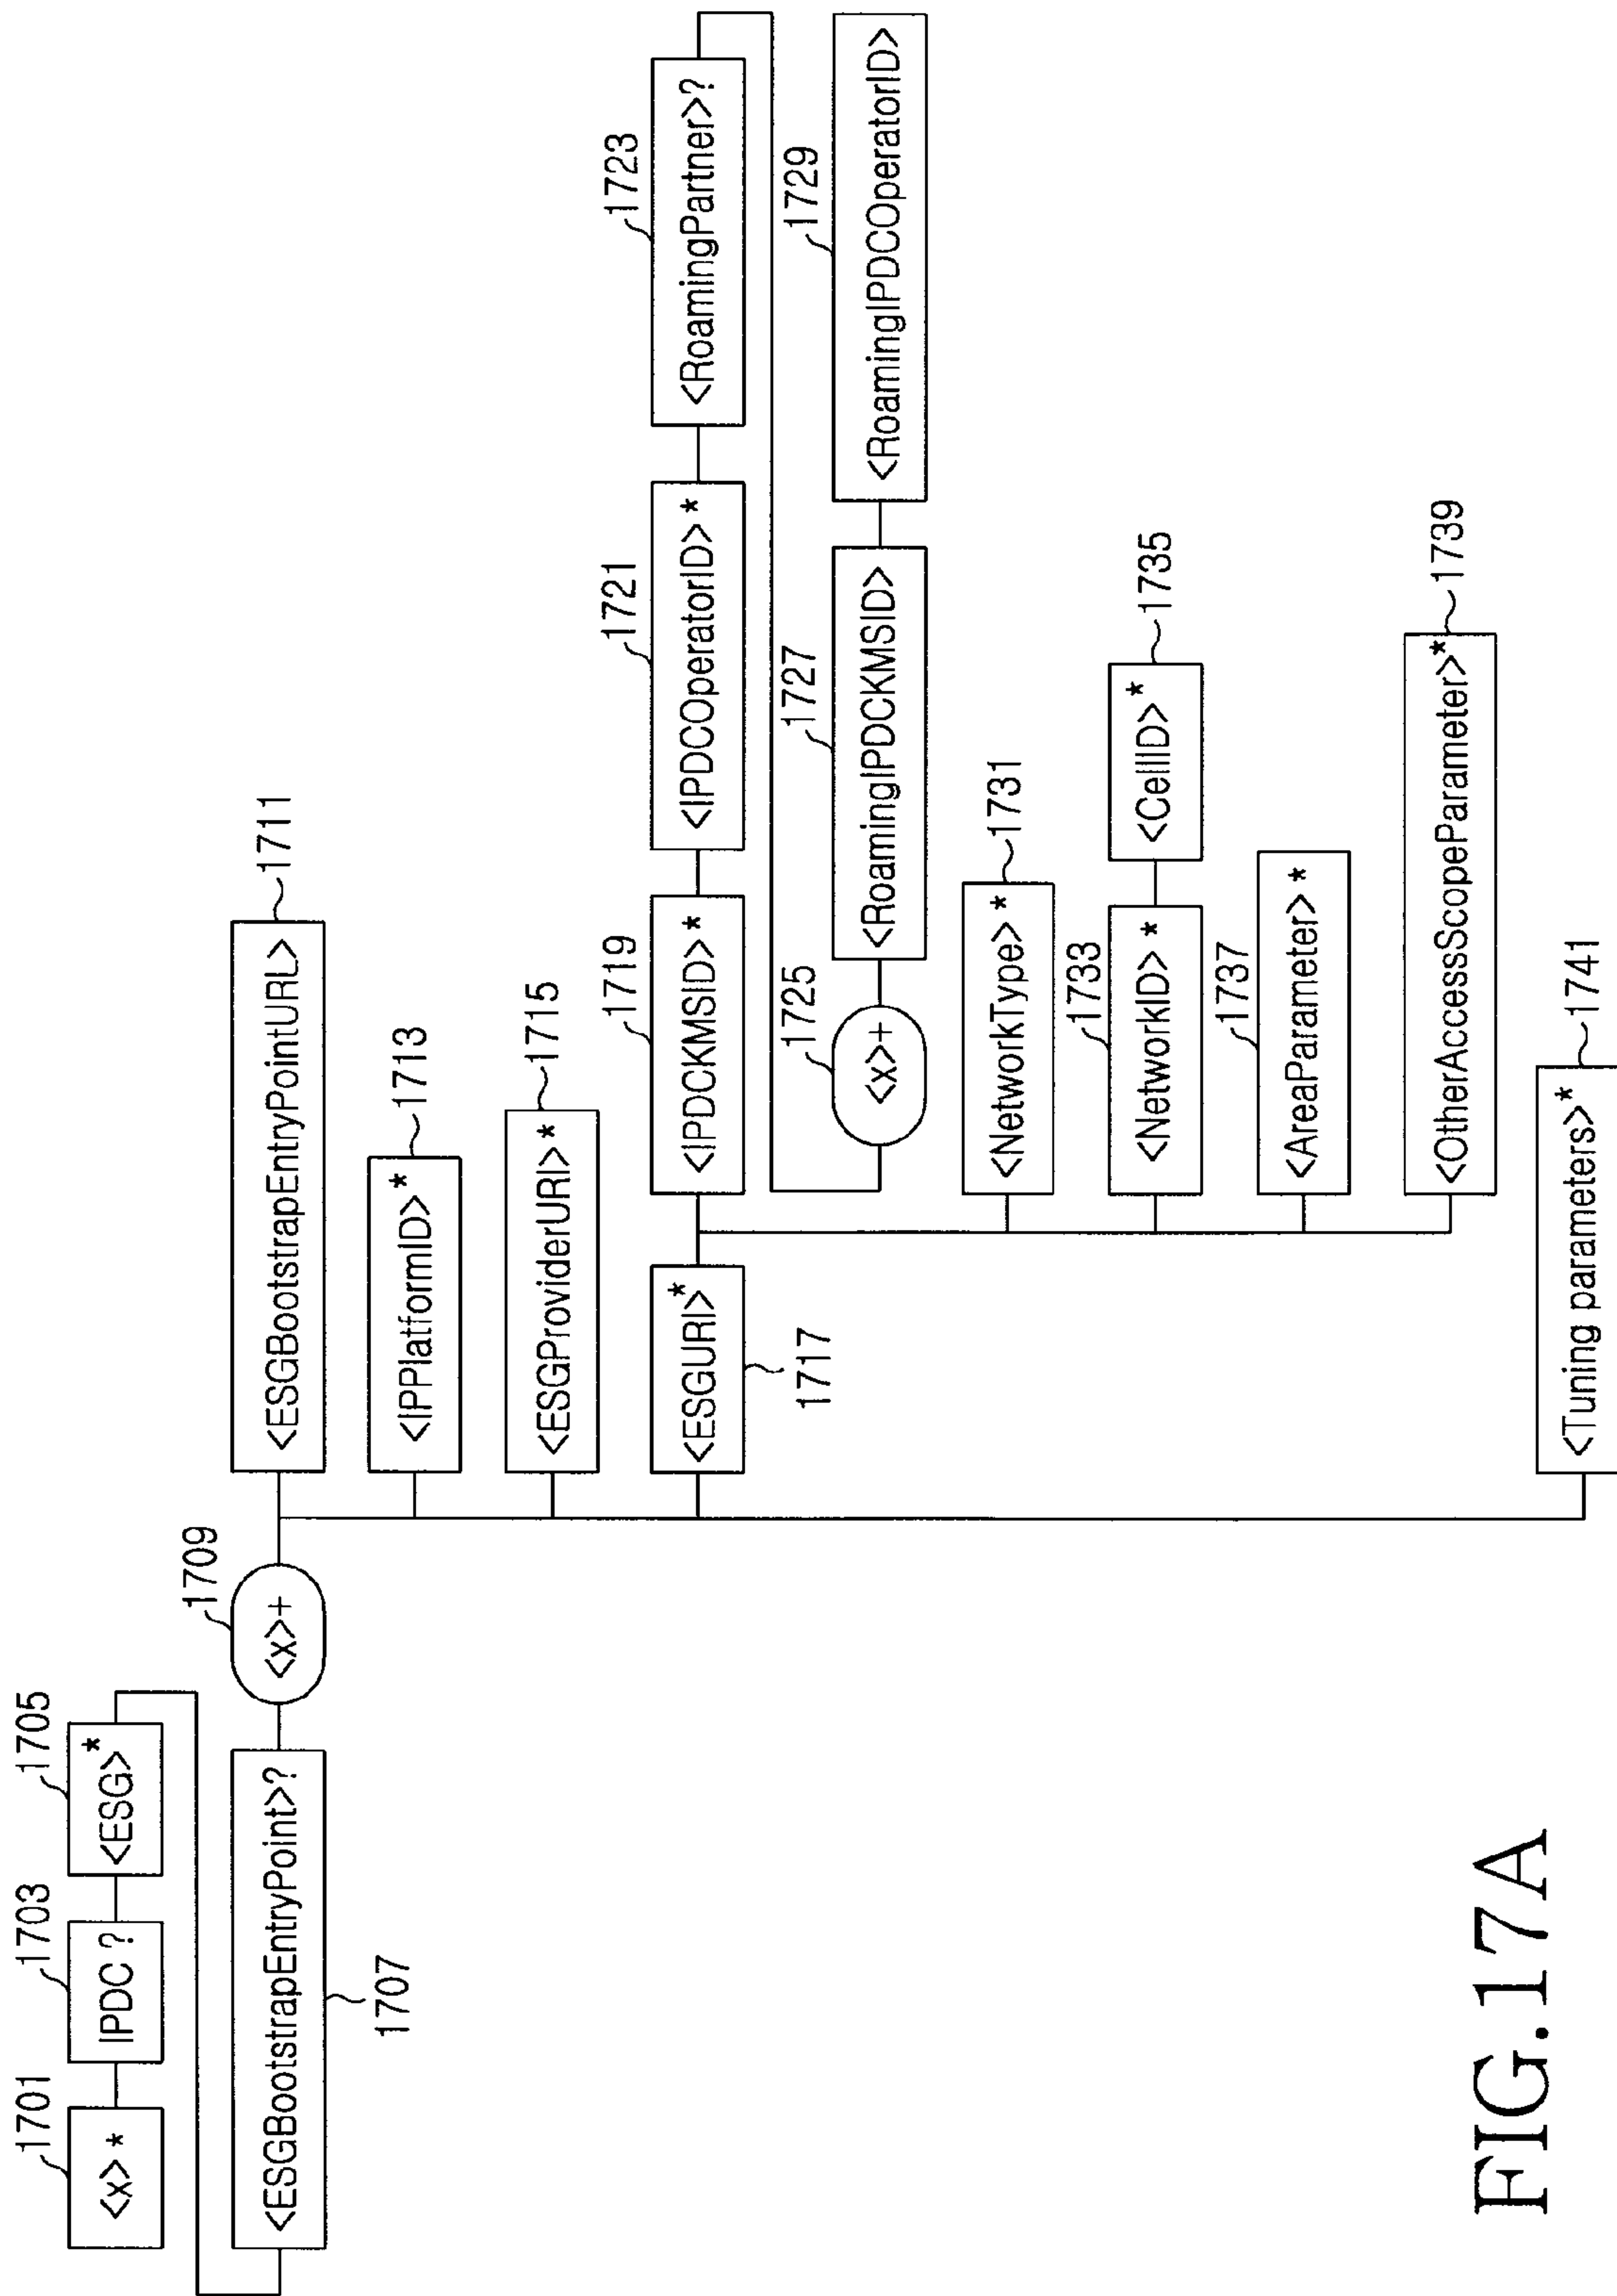 1701
<x>*
1703
IPDC ?
1705
<ESG>*
<ESGBootstrapEntryPoint>?
1707
1709
<x>+
<ESGBootstrapEntryPointURL>
1711
<IPPlatformID>*
1713
<ESGProviderURI>*
1715
<ESGURI>*
1717
1719
<IPDCKMSID>*
1721
<IPDCOperatorID>*
1723
<RoamingPartner>?
1725
<x>+
1727
<RoamingIPDCKMSID>
1729
<RoamingIPDCOperatorID>
<NetworkType>*
1731
1733
<NetworkID>*
<CellID>*
1735
1737
<AreaParameter>*
<OtherAccessScopeParameter>*
1739
<Tuning parameters>*
1741
FIG.17A